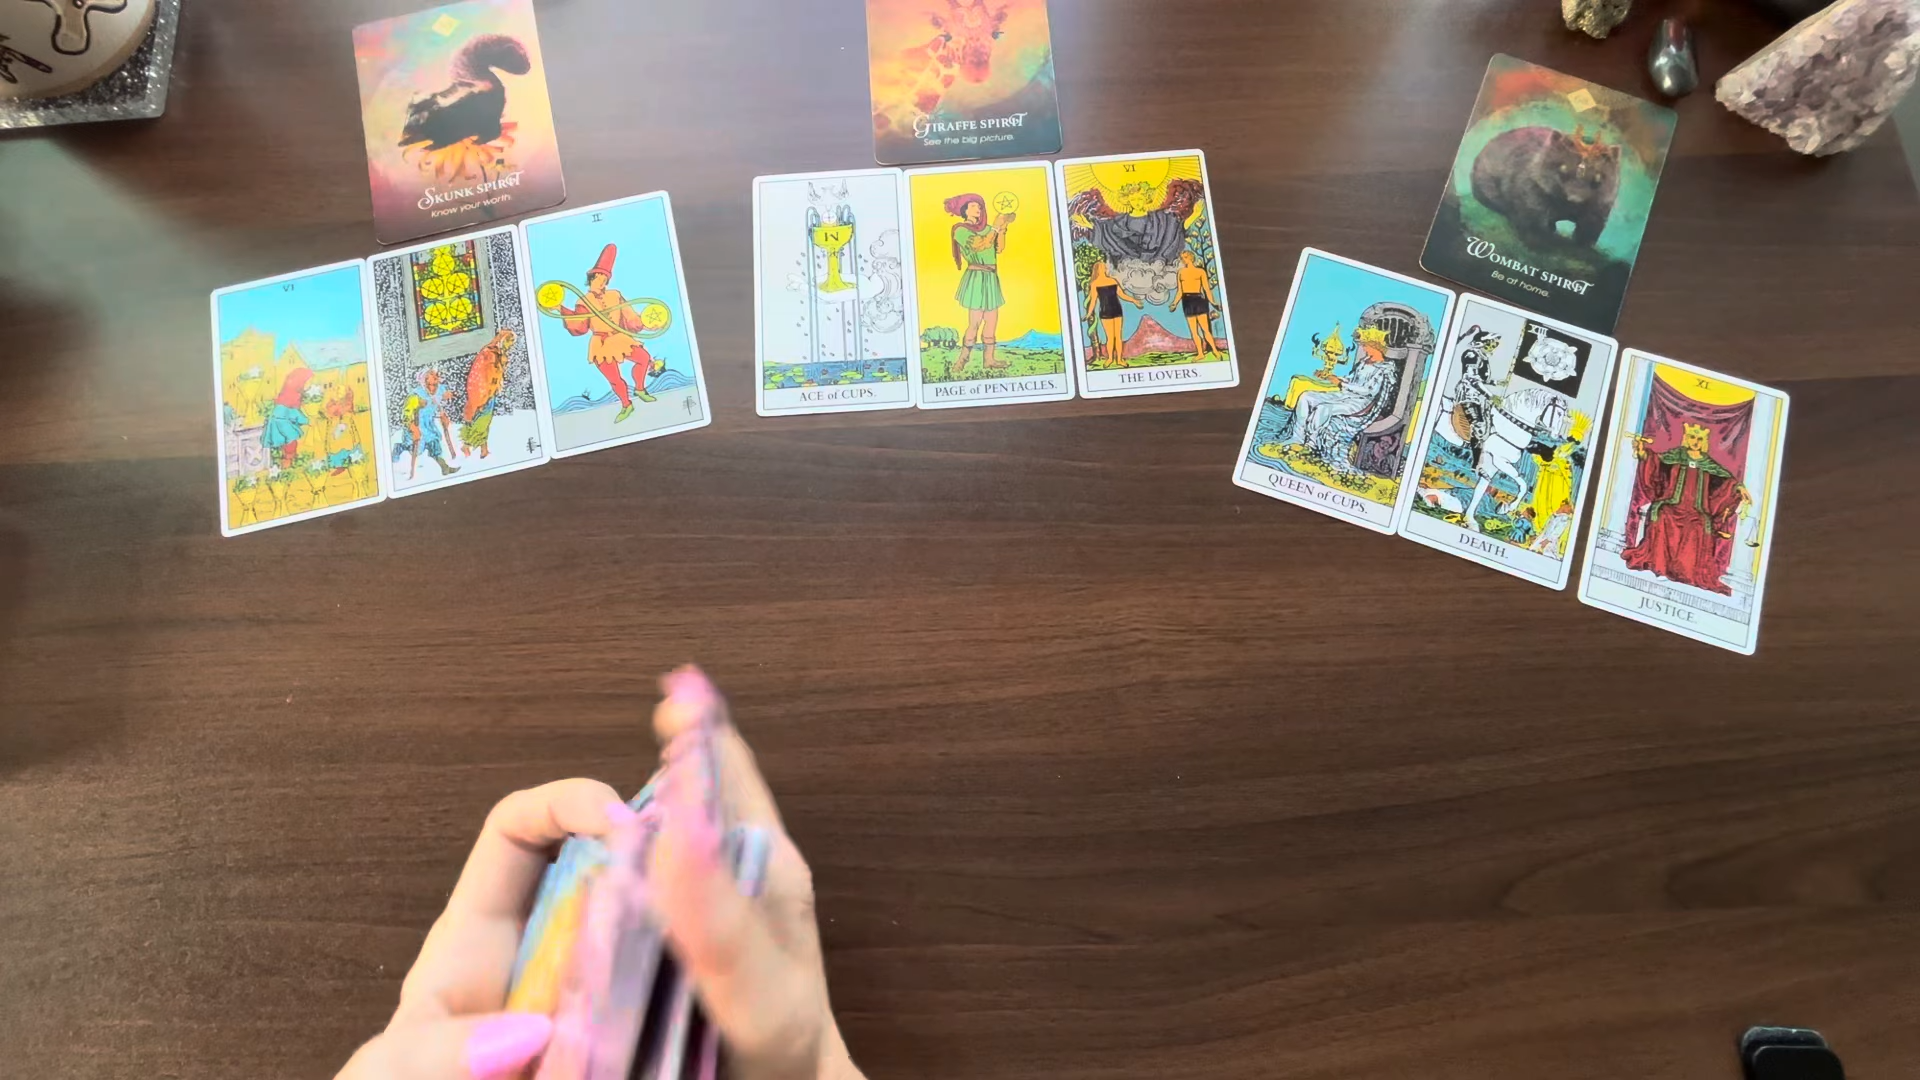 SKUNK SPIRIT
Know your worth.
GIRAFFE SPIRIT
See the big picture.
WOMBAT SPIRIT
Be at home.
VI
II
ACE of CUPS.
PAGE of PENTACLES.
VI
THE LOVERS.
QUEEN of CUPS.
XIII
DEATH.
XI
JUSTICE.